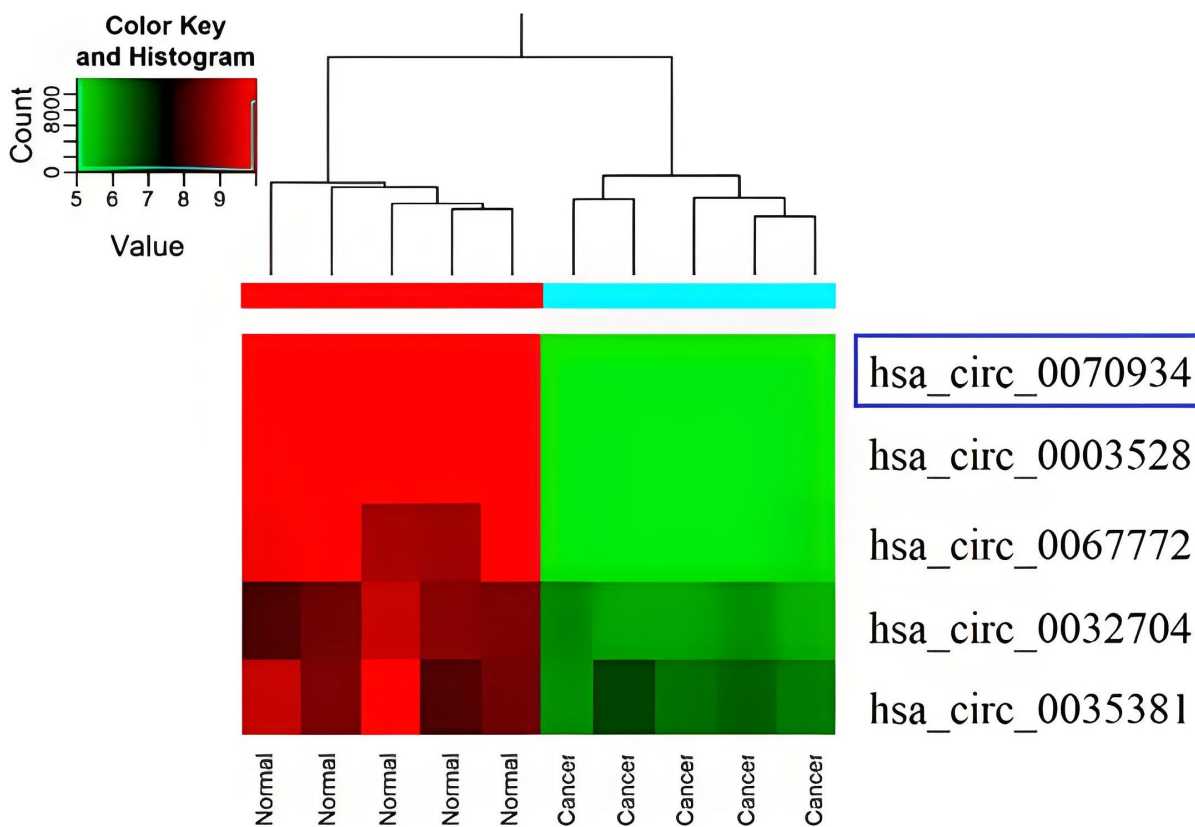 Color Key
and Histogram
Count
0
8000
5 6 7 8 9
Value
hsa_circ_0070934
hsa_circ_0003528
hsa_circ_0067772
hsa_circ_0032704
hsa_circ_0035381
Normal
Normal
Normal
Normal
Normal
Cancer
Cancer
Cancer
Cancer
Cancer